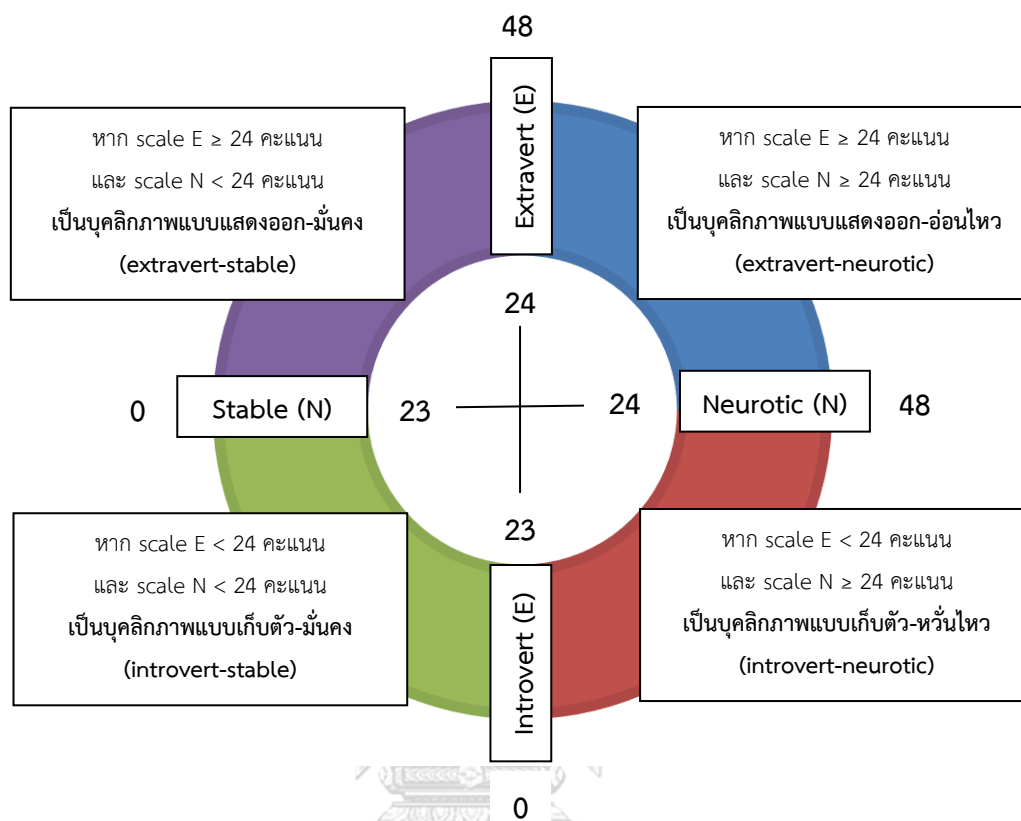 48
Extravert (E)
หาก scale E ≥ 24 คะแนน
และ scale N < 24 คะแนน
เป็นบุคลิกภาพแบบแสดงออก-มั่นคง
(extravert-stable)
หาก scale E ≥ 24 คะแนน
และ scale N ≥ 24 คะแนน
เป็นบุคลิกภาพแบบแสดงออก-อ่อนไหว
(extravert-neurotic)
24
0
Stable (N)
23
24
Neurotic (N)
48
23
หาก scale E < 24 คะแนน
และ scale N < 24 คะแนน
เป็นบุคลิกภาพแบบเก็บตัว-มั่นคง
(introvert-stable)
หาก scale E < 24 คะแนน
และ scale N ≥ 24 คะแนน
เป็นบุคลิกภาพแบบเก็บตัว-หวั่นไหว
(introvert-neurotic)
Introvert (E)
0